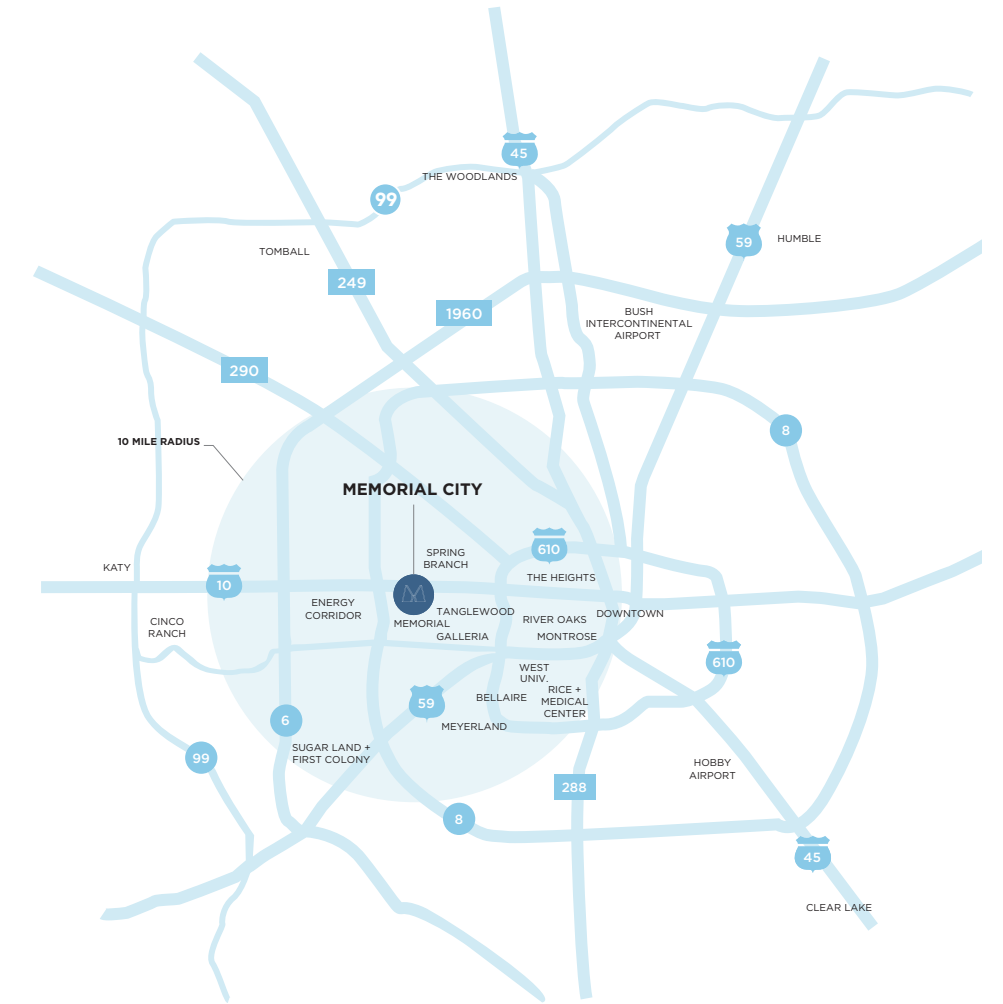 45
THE WOODLANDS
99
59
HUMBLE
TOMBALL
249
1960
BUSH
INTERCONTINENTAL
AIRPORT
290
8
10 MILE RADIUS
MEMORIAL CITY
610
SPRING
BRANCH
KATY
10
THE HEIGHTS
ENERGY
CORRIDOR
TANGLEWOOD
MEMORIAL
RIVER OAKS
DOWNTOWN
CINCO
RANCH
GALLERIA
MONTROSE
610
WEST
UNIV.
BELLAIRE
RICE +
MEDICAL
CENTER
59
6
MEYERLAND
SUGAR LAND +
FIRST COLONY
99
HOBBY
AIRPORT
288
8
45
CLEAR LAKE